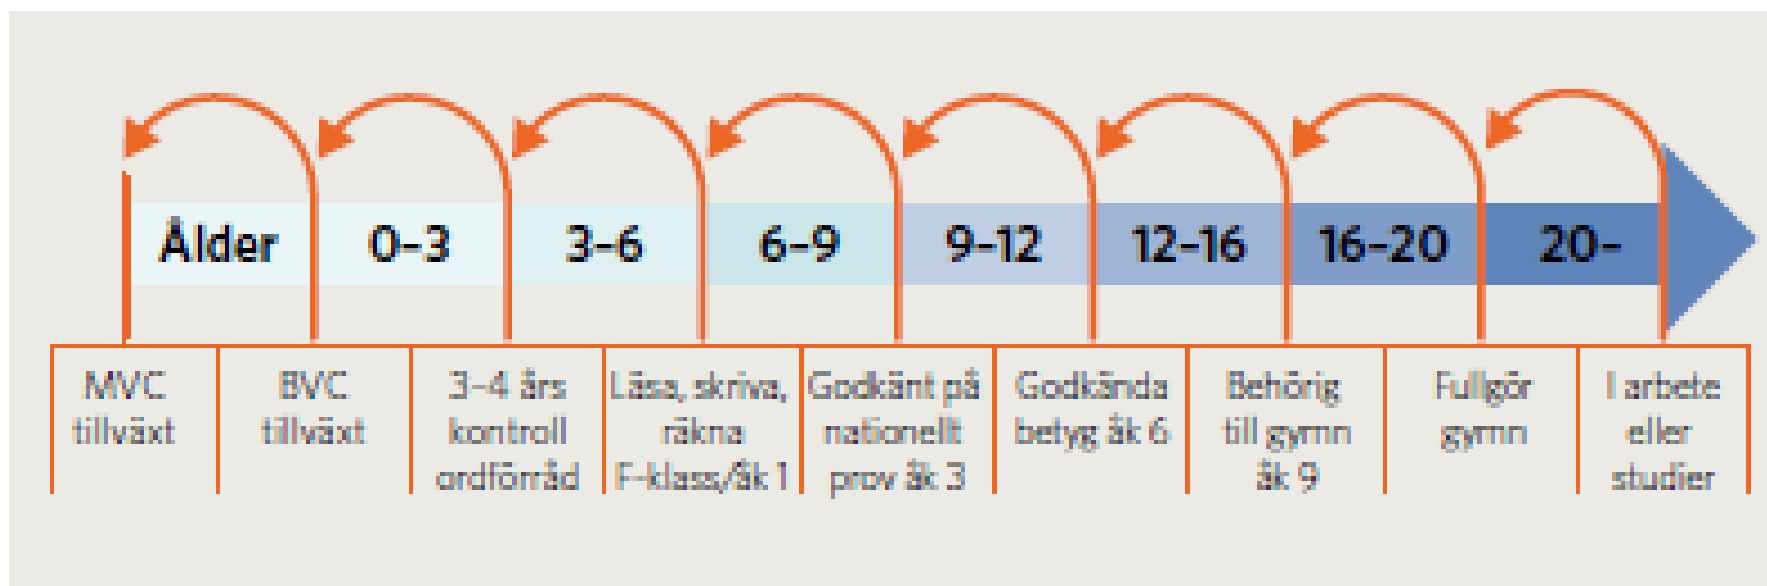 Ålder 0–3 3–6 6–9 9–12 12–16 16–20 20–
MVC
tillväxt
BVC
tillväxt
3–4 års
kontroll
ordförråd
Läsa, skriva,
räkna
F-klass/åk 1
Godkänt på
nationellt
prov åk 3
Godkända
betyg åk 6
Behörig
till gymn
åk 9
Fullgör
gymn
I arbete
eller
studier